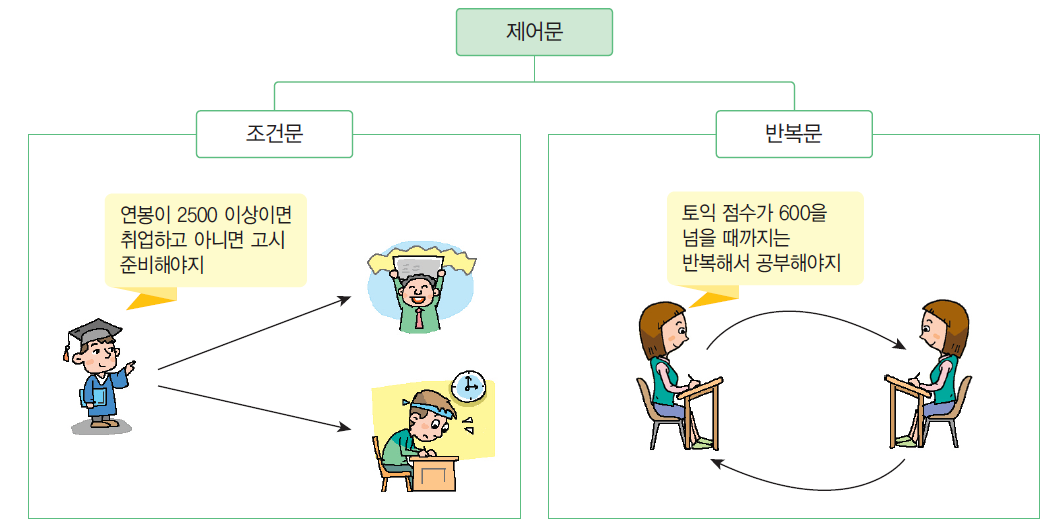 제어문
조건문
반복문
연봉이 2500 이상이면
취업하고 아니면 고시
준비해야지
토익 점수가 600을
넘을 때까지는
반복해서 공부해야지